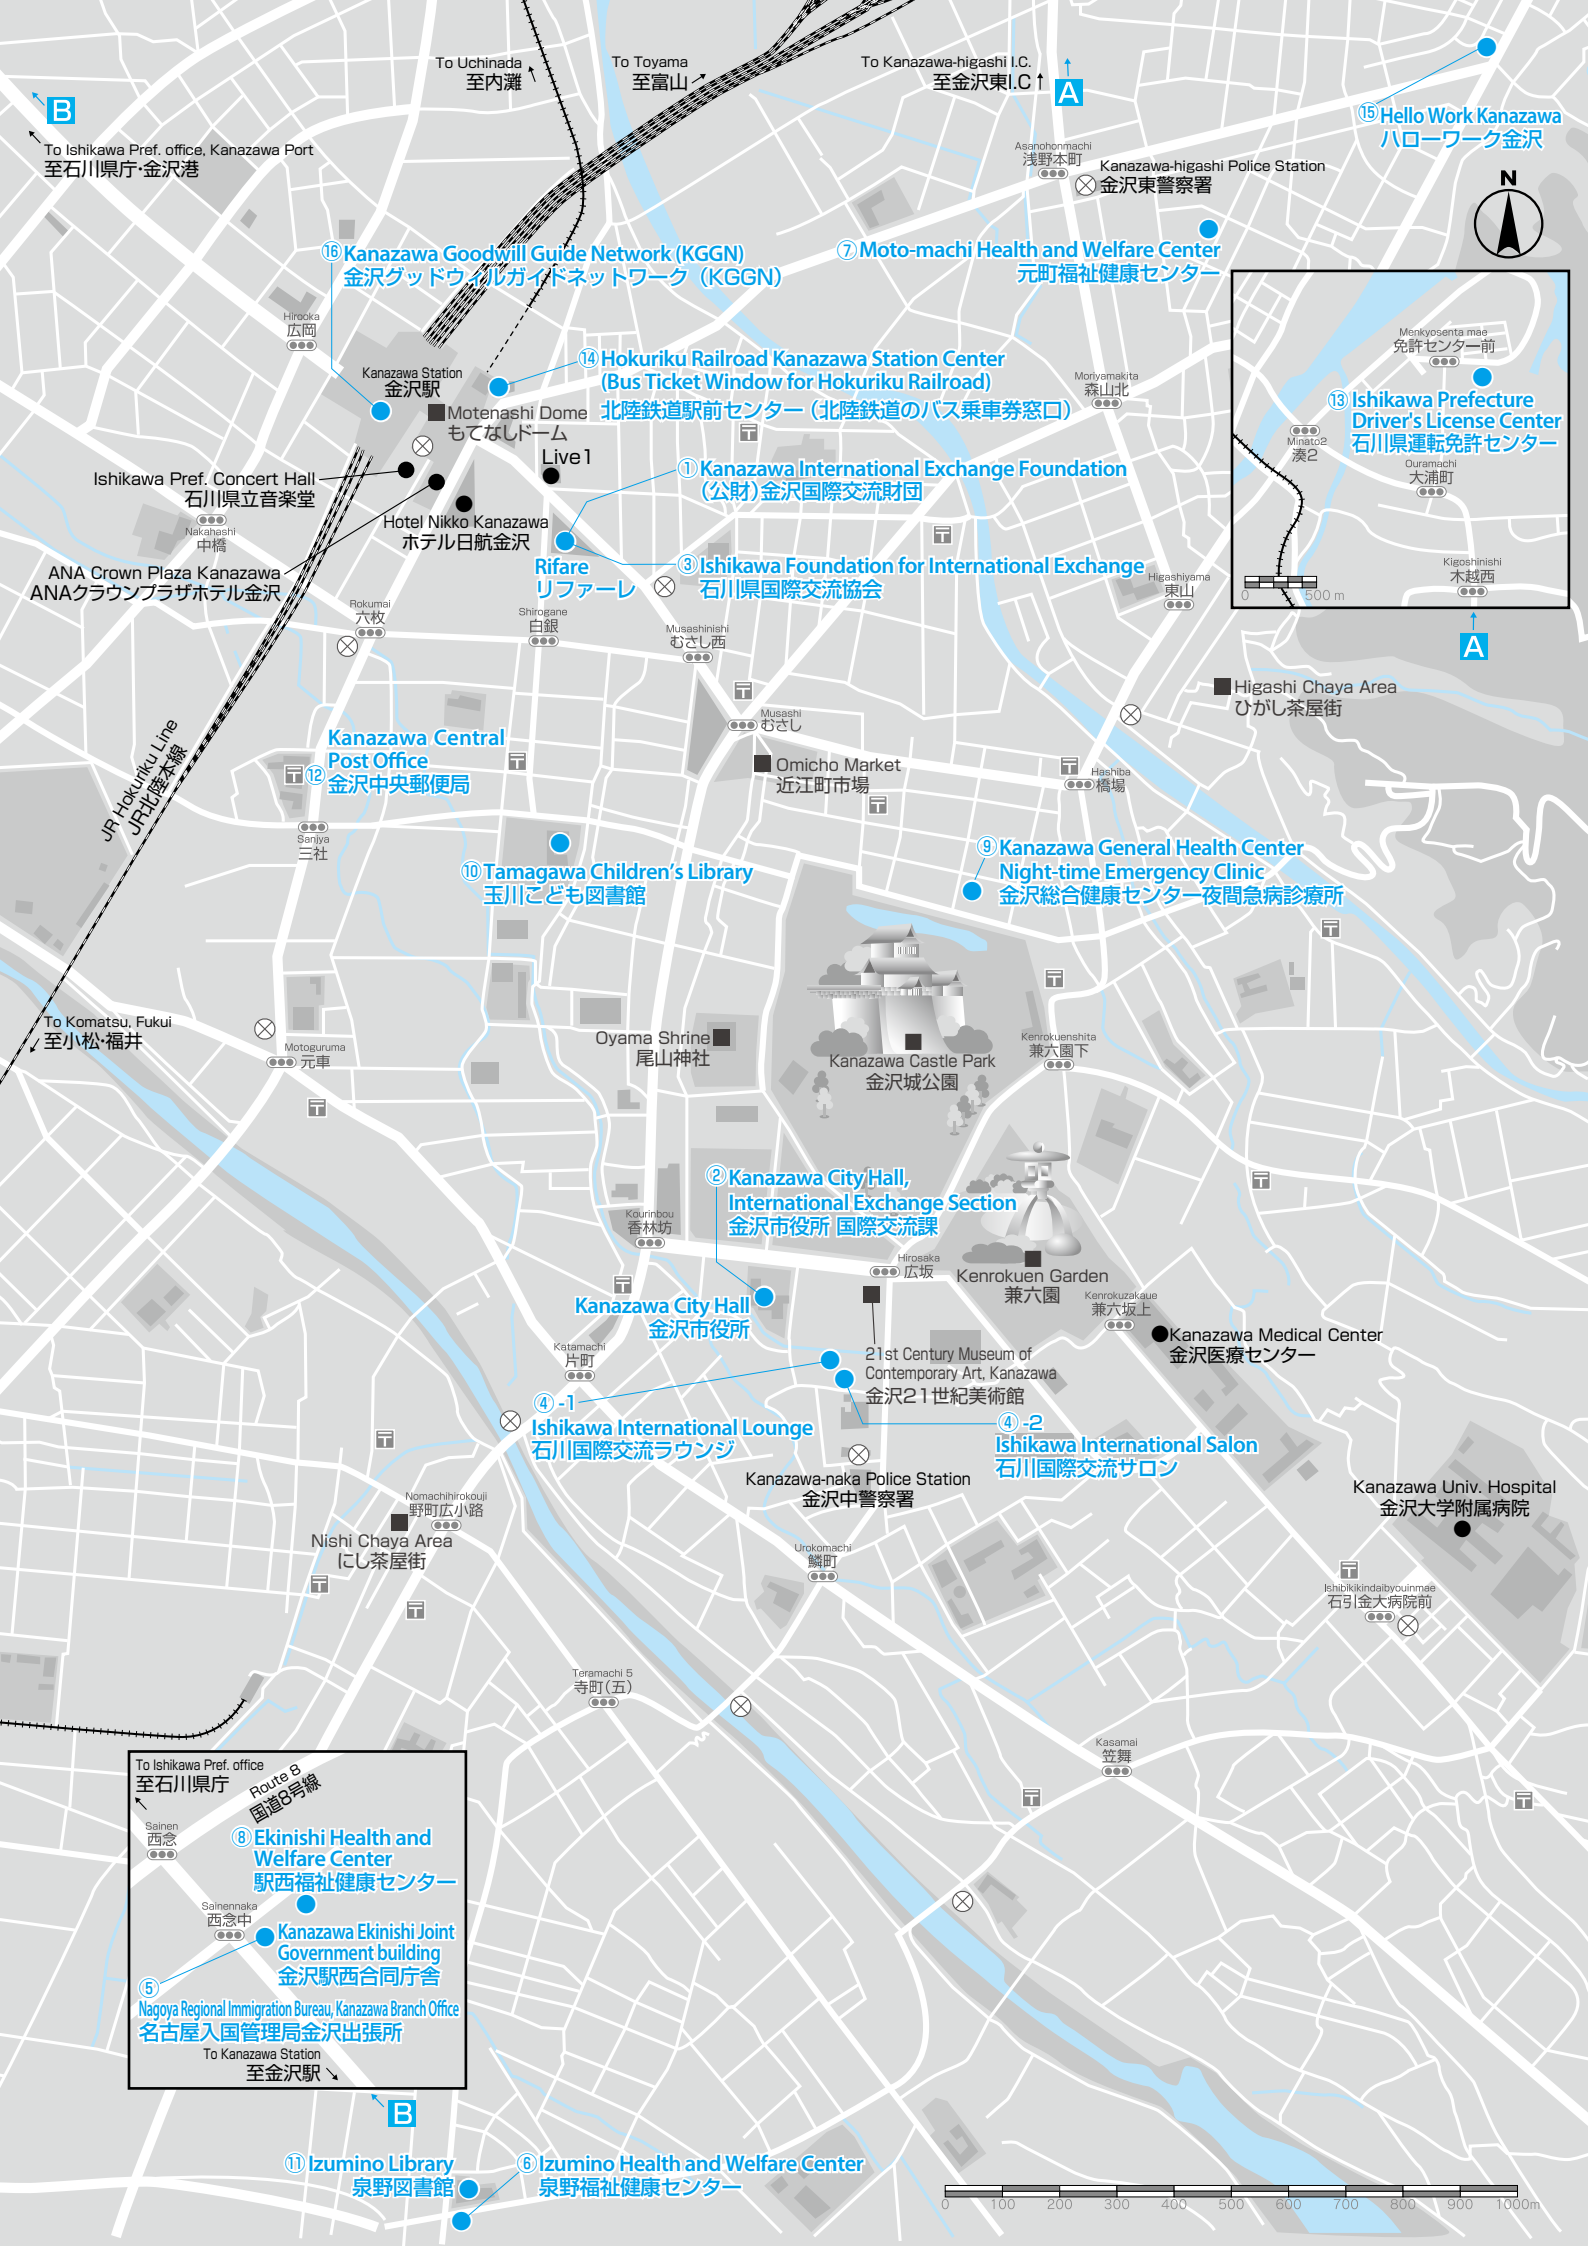 To Uchinada
至内灘
To Toyama
至富山
To Kanazawa-higashi I.C.
至金沢東I.C
A
B
To Ishikawa Pref. office, Kanazawa Port
至石川県庁・金沢港
⑮ Hello Work Kanazawa
ハローワーク金沢
Asanohonmachi
浅野本町
Kanazawa-higashi Police Station
金沢東警察署
N
⑯ Kanazawa Goodwill Guide Network (KGGN)
金沢グッドウィルガイドネットワーク（KGGN）
⑦ Moto-machi Health and Welfare Center
元町福祉健康センター
Hirooka
広岡
Kanazawa Station
金沢駅
⑭ Hokuriku Railroad Kanazawa Station Center
(Bus Ticket Window for Hokuriku Railroad)
北陸鉄道駅前センター（北陸鉄道のバス乗車券窓口）
Motenashi Dome
もてなしドーム
Moriyamakita
森山北
Menkyosenta mae
免許センター前
⑬ Ishikawa Prefecture
Driver's License Center
石川県運転免許センター
Minato2
湊2
Ouramachi
大浦町
Kigoshinishi
木越西
0 500 m
A
Live1
Ishikawa Pref. Concert Hall
石川県立音楽堂
① Kanazawa International Exchange Foundation
（公財）金沢国際交流財団
Nakahashi
中橋
Hotel Nikko Kanazawa
ホテル日航金沢
ANA Crown Plaza Kanazawa
ANAクラウンプラザホテル金沢
Rifare
リファーレ
③ Ishikawa Foundation for International Exchange
石川県国際交流協会
Higashiyama
東山
Rokumai
六枚
Shirogane
白銀
Musashinishi
むさし西
Higashi Chaya Area
ひがし茶屋街
Musashi
むさし
JR Hokuriku Line
JR北陸本線
Kanazawa Central
Post Office
⑫ 金沢中央郵便局
Omicho Market
近江町市場
Hashiba
橋場
Sanjya
三社
⑩ Tamagawa Children's Library
玉川こども図書館
⑨ Kanazawa General Health Center
Night-time Emergency Clinic
金沢総合健康センター夜間急病診療所
To Komatsu, Fukui
至小松・福井
Motoguruma
元車
Oyama Shrine
尾山神社
Kanazawa Castle Park
金沢城公園
Kenrokuenshita
兼六園下
② Kanazawa City Hall,
International Exchange Section
金沢市役所 国際交流課
Kourinbou
香林坊
Hirosaka
広坂
Kenrokuen Garden
兼六園
Kenrokuzakaue
兼六坂上
Kanazawa City Hall
金沢市役所
Kanazawa Medical Center
金沢医療センター
Katamachi
片町
21st Century Museum of
Contemporary Art, Kanazawa
金沢21世紀美術館
④ -1
Ishikawa International Lounge
石川国際交流ラウンジ
④ -2
Ishikawa International Salon
石川国際交流サロン
Kanazawa-naka Police Station
金沢中警察署
Kanazawa Univ. Hospital
金沢大学附属病院
Nomachihirokouji
野町広小路
Nishi Chaya Area
にし茶屋街
Urokomachi
鱗町
Ishibikikindaibyouinmae
石引金大病院前
Teramachi 5
寺町（五）
Kasamai
笠舞
To Ishikawa Pref. office
至石川県庁
Route 8
国道8号線
Sainen
西念
⑧ Ekinishi Health and
Welfare Center
駅西福祉健康センター
Sainennaka
西念中
Kanazawa Ekinishi Joint
Government building
金沢駅西合同庁舎
⑤
Nagoya Regional Immigration Bureau, Kanazawa Branch Office
名古屋入国管理局金沢出張所
To Kanazawa Station
至金沢駅
B
⑪ Izumino Library
泉野図書館
⑥ Izumino Health and Welfare Center
泉野福祉健康センター
0 100 200 300 400 500 600 700 800 900 1000m